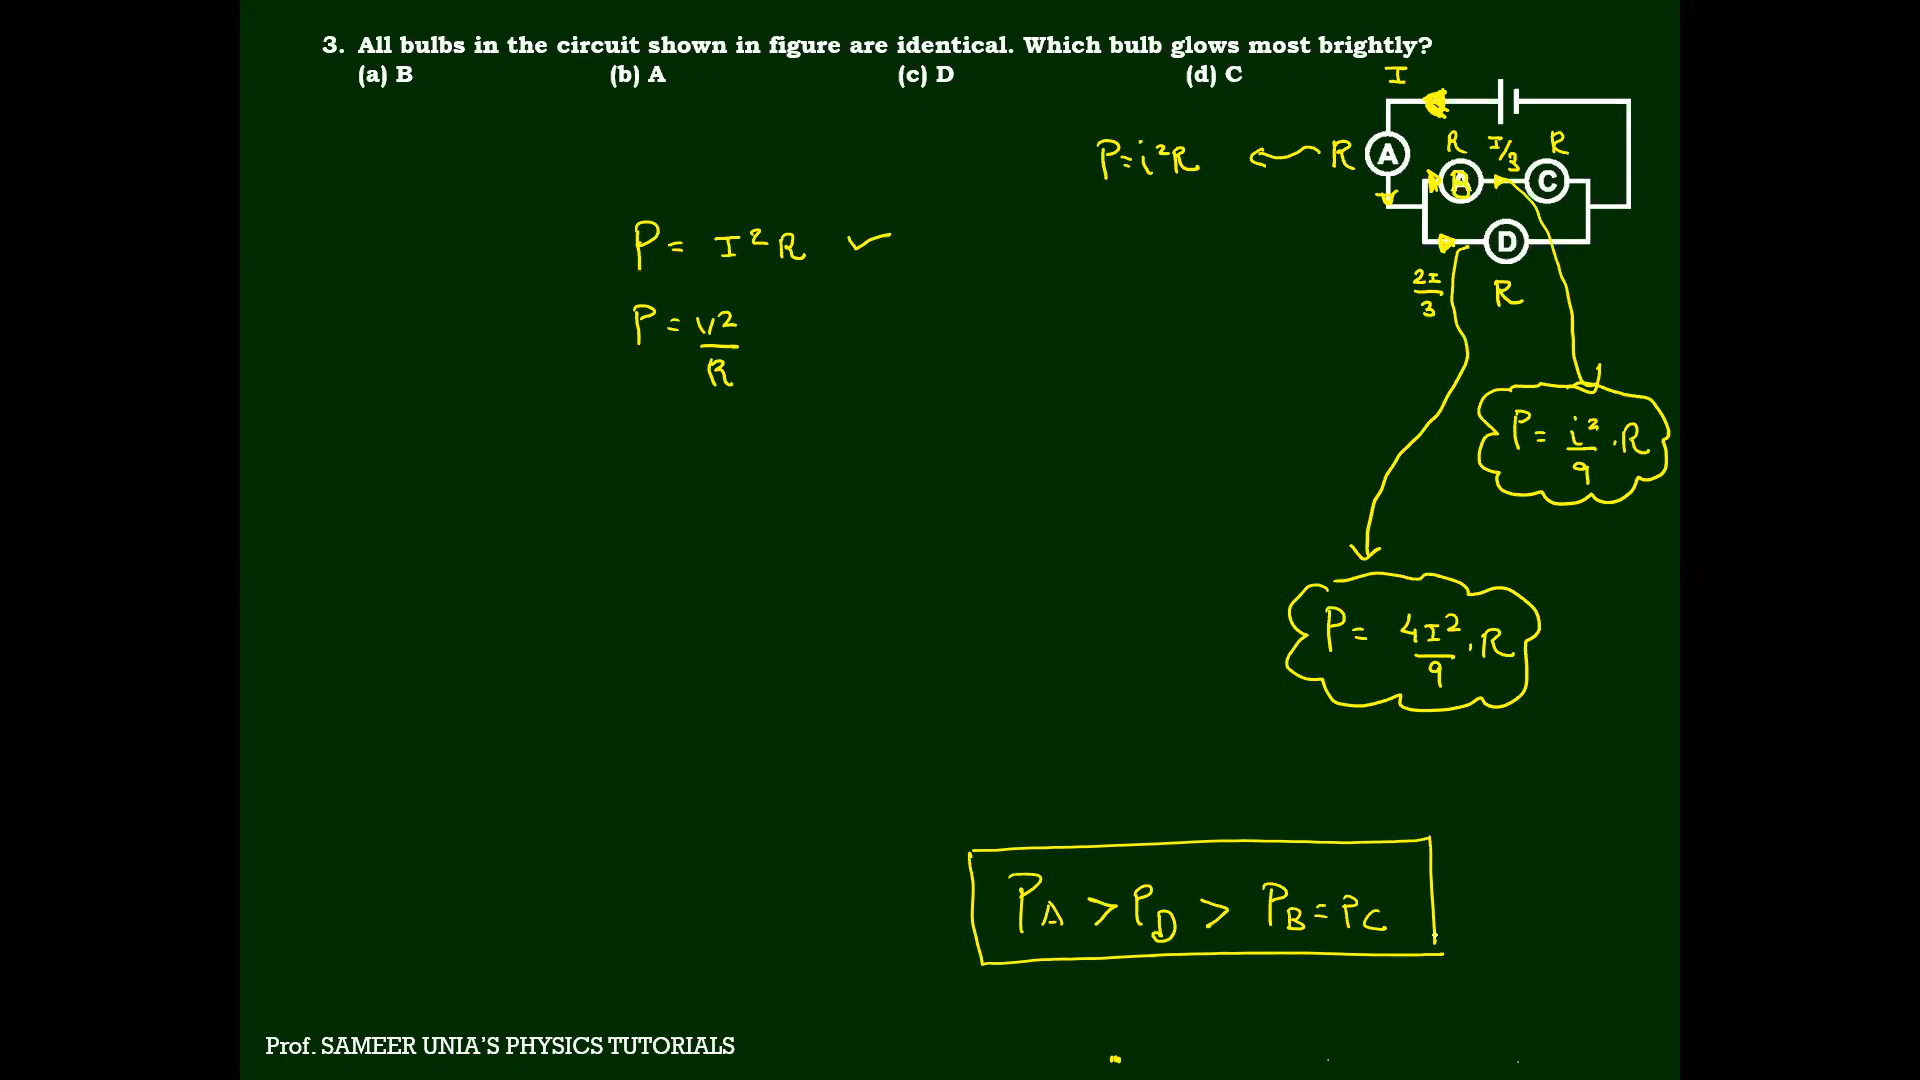 3. All bulbs in the circuit shown in figure are identical. Which bulb glows most brightly?
(a) B (b) A (c) D (d) C
I
P=i²R
R
A
R
I/3
R
B
C
D
2I/3
R
P = I²R ✓
P = V²/R
P = i²/9 .R
P = 4I²/9 .R
PA > PD > PB = PC
Prof. SAMEER UNIA'S PHYSICS TUTORIALS